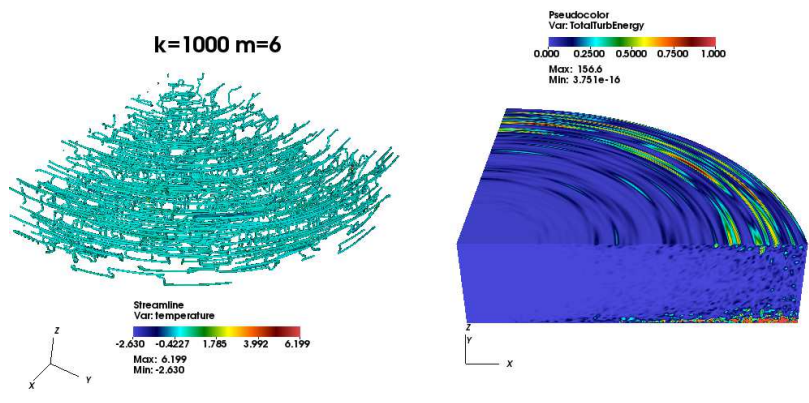 k=1000 m=6
Streamline
Var: temperature
-2.630 -0.4227 1.785 3.992 6.199
Max: 6.199
Min: -2.630
Z
X
Y
Pseudocolor
Var: TotalTurbEnergy
0.000 0.2500 0.5000 0.7500 1.000
Max: 156.6
Min: 3.751e-16
Z
Y
X